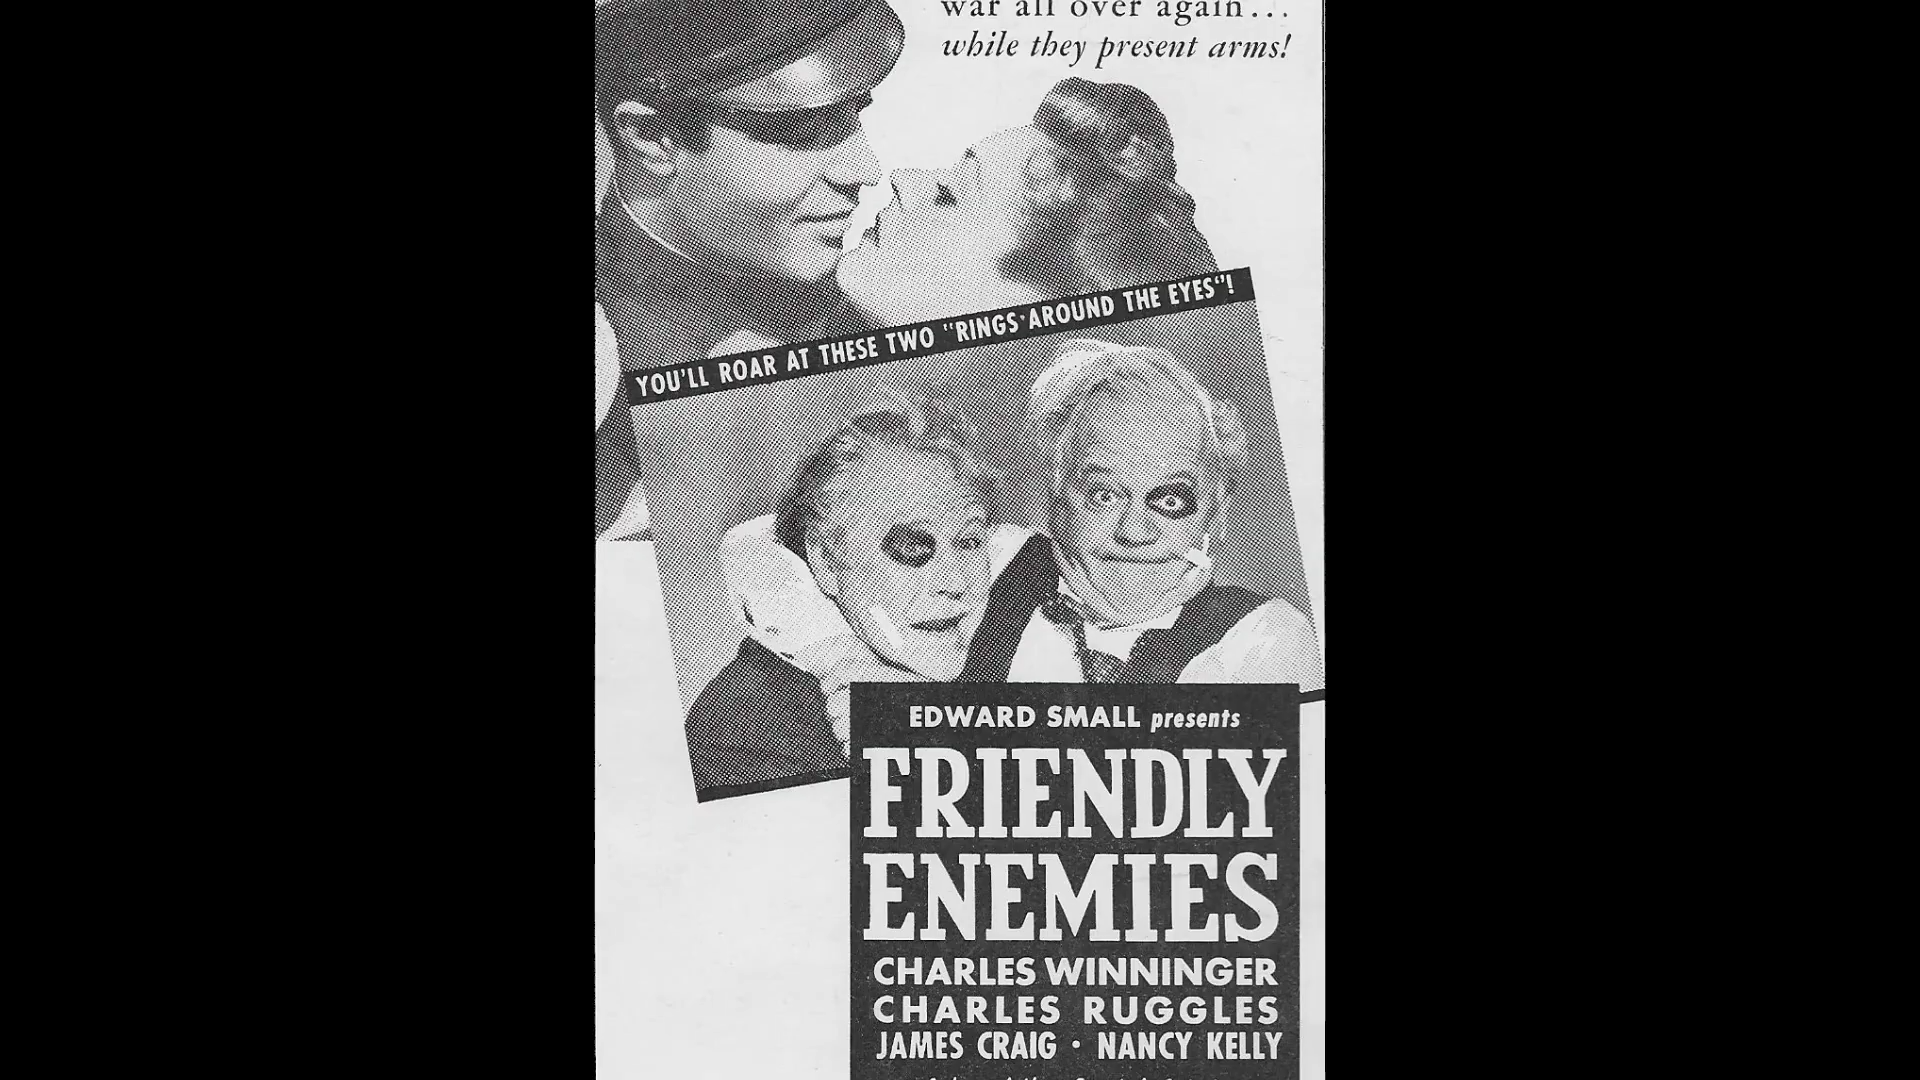 war all over again...
while they present arms!
YOU'LL ROAR AT THESE TWO "RINGS AROUND THE EYES"!
EDWARD SMALL presents
FRIENDLY
ENEMIES
CHARLES WINNINGER
CHARLES RUGGLES
JAMES CRAIG • NANCY KELLY